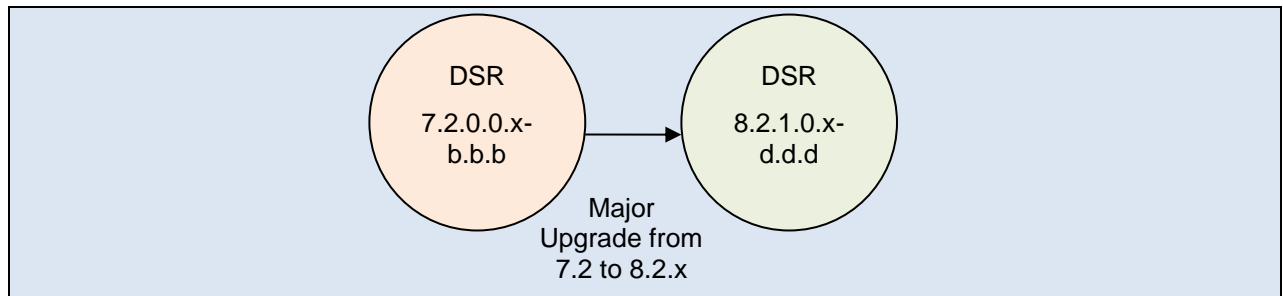 DSR
7.2.0.0.x-
b.b.b
DSR
8.2.1.0.x-
d.d.d
Major
Upgrade from
7.2 to 8.2.x